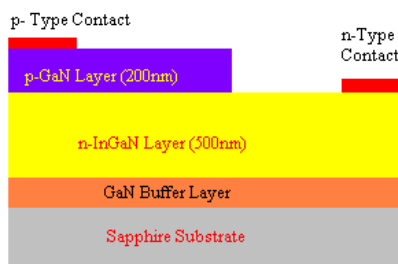 p- Type Contact
n-Type
Contact
p-GaN Layer (200nm)
n-InGaN Layer (500nm)
GaN Buffer Layer
Sapphire Substrate